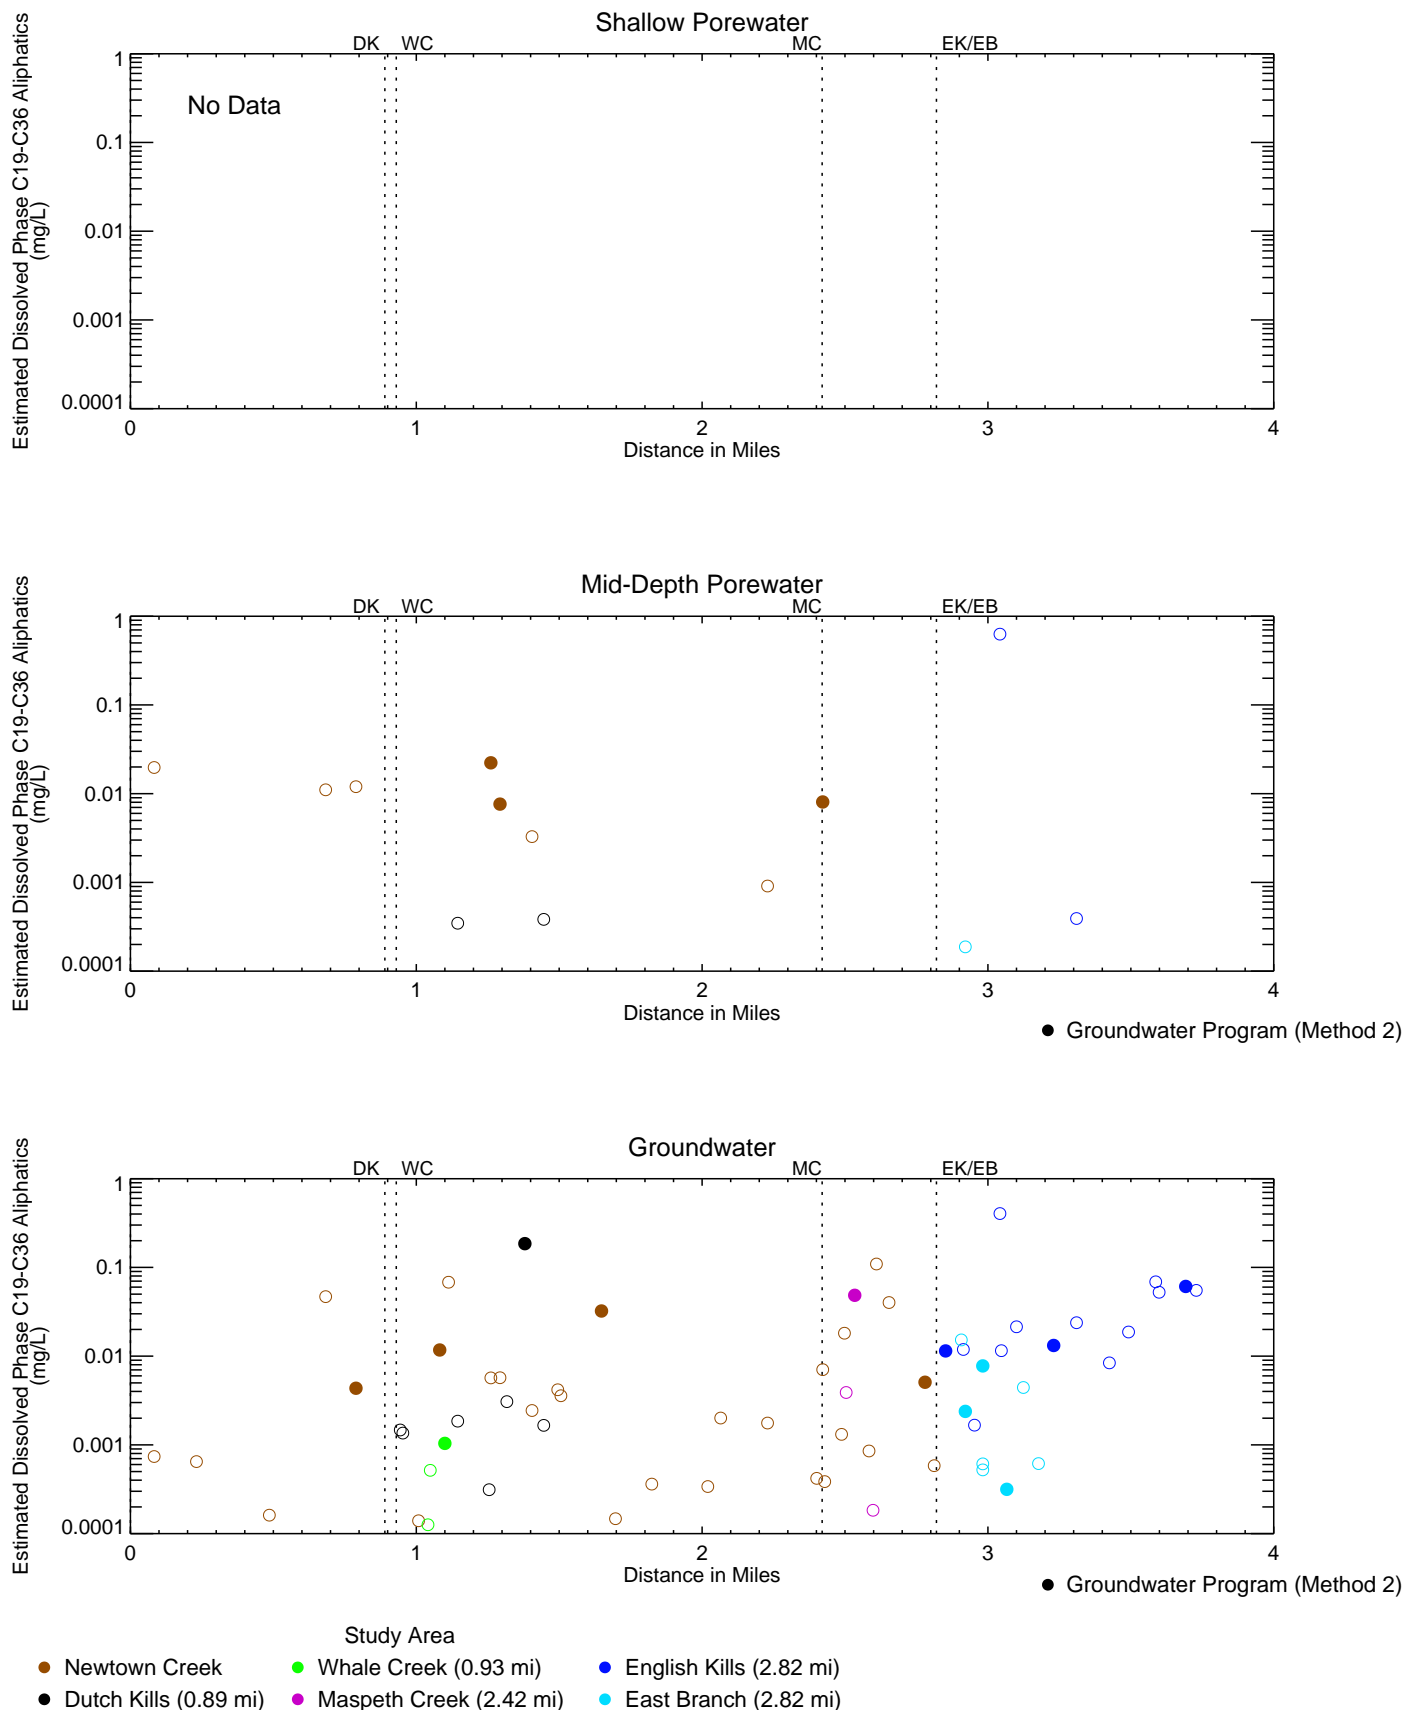 Shallow Porewater
DK WC MC EK/EB
Estimated Dissolved Phase C19-C36 Aliphatics
(mg/L)
1
No Data
0.1
0.01
0.001
0.0001
0 1 2 3 4
Distance in Miles
Mid-Depth Porewater
DK WC MC EK/EB
Estimated Dissolved Phase C19-C36 Aliphatics
(mg/L)
1
0.1
0.01
0.001
0.0001
0 1 2 3 4
Distance in Miles
Groundwater Program (Method 2)
Groundwater
DK WC MC EK/EB
Estimated Dissolved Phase C19-C36 Aliphatics
(mg/L)
1
0.1
0.01
0.001
0.0001
0 1 2 3 4
Distance in Miles
Groundwater Program (Method 2)
Study Area
Newtown Creek Whale Creek (0.93 mi) English Kills (2.82 mi)
Dutch Kills (0.89 mi) Maspeth Creek (2.42 mi) East Branch (2.82 mi)